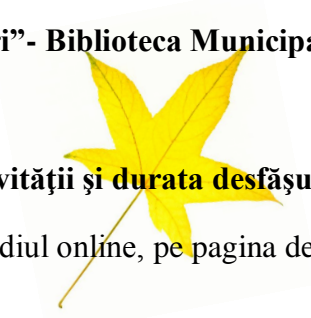 i”- Biblioteca Municipa
vităţii şi durata desfăşu
diul online, pe pagina de